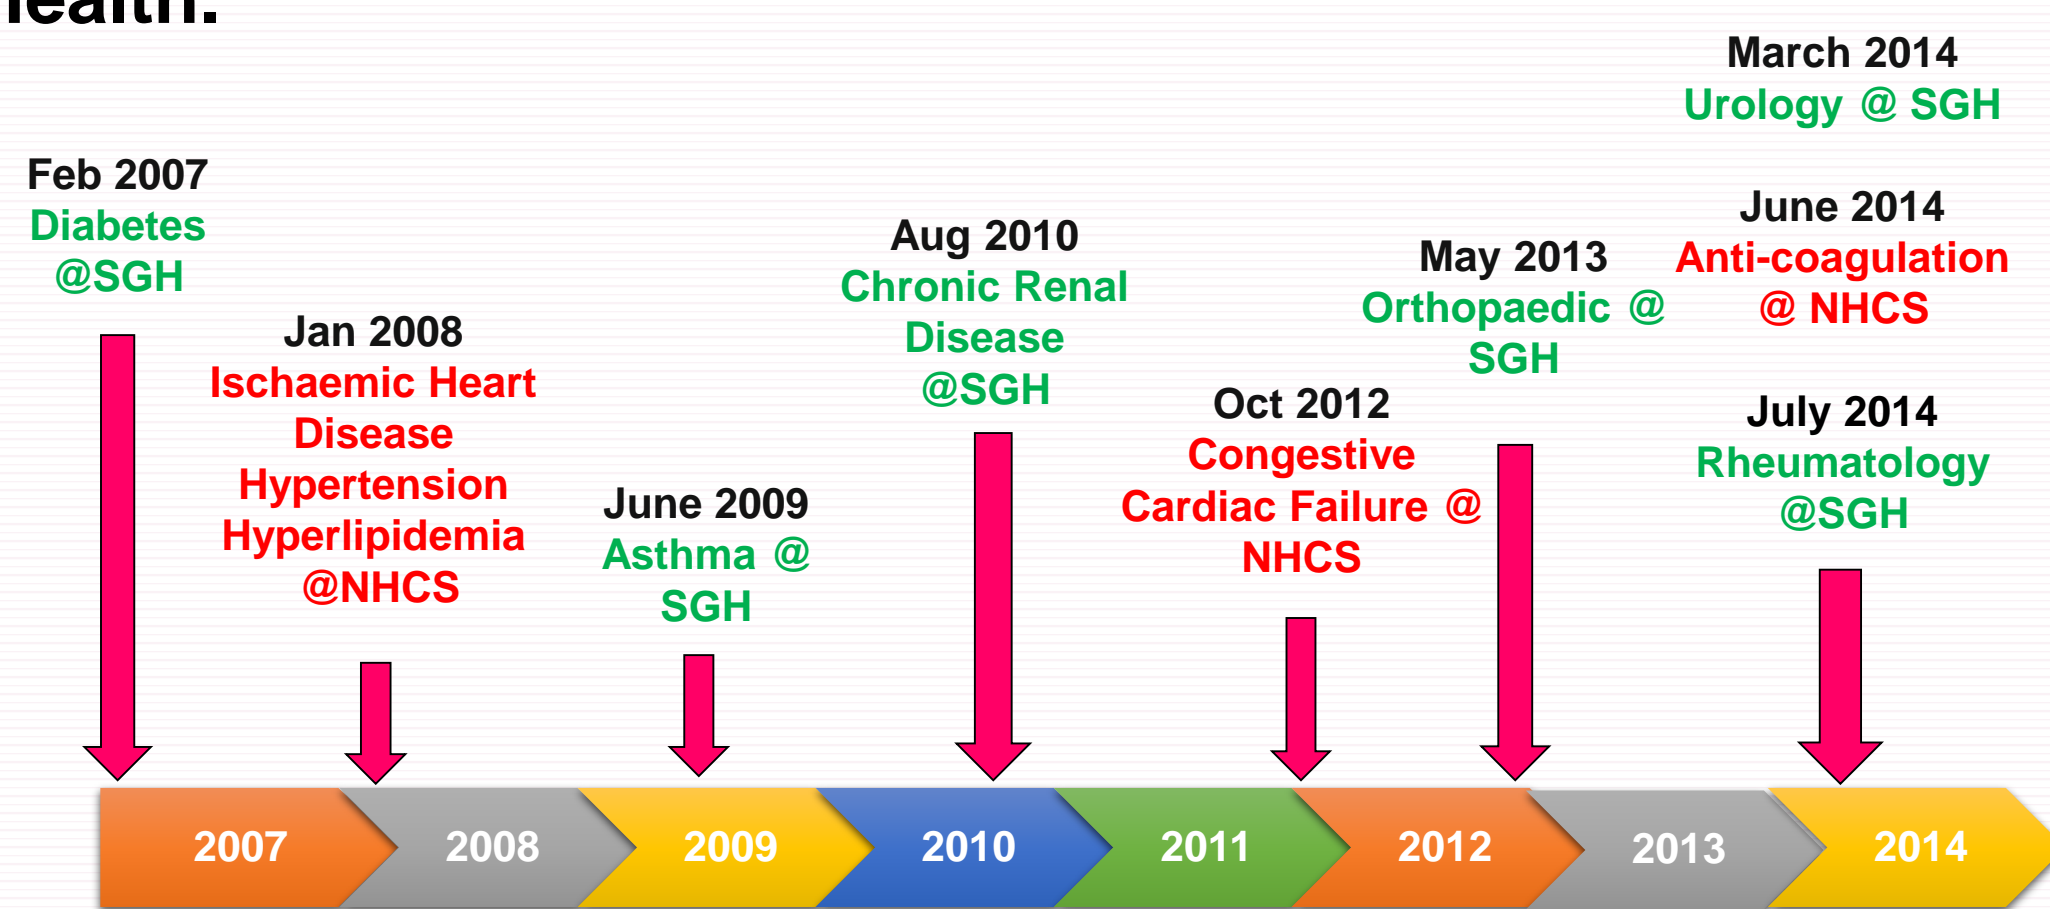 health.
March 2014
Urology @ SGH
Feb 2007
Diabetes
@SGH
Jan 2008
Ischaemic Heart
Disease
Hypertension
Hyperlipidemia
@NHCS
June 2009
Asthma @
SGH
Aug 2010
Chronic Renal
Disease
@SGH
Oct 2012
Congestive
Cardiac Failure @
NHCS
May 2013
Orthopaedic @
SGH
June 2014
Anti-coagulation
@ NHCS
July 2014
Rheumatology
@SGH
2007
2008
2009
2010
2011
2012
2013
2014